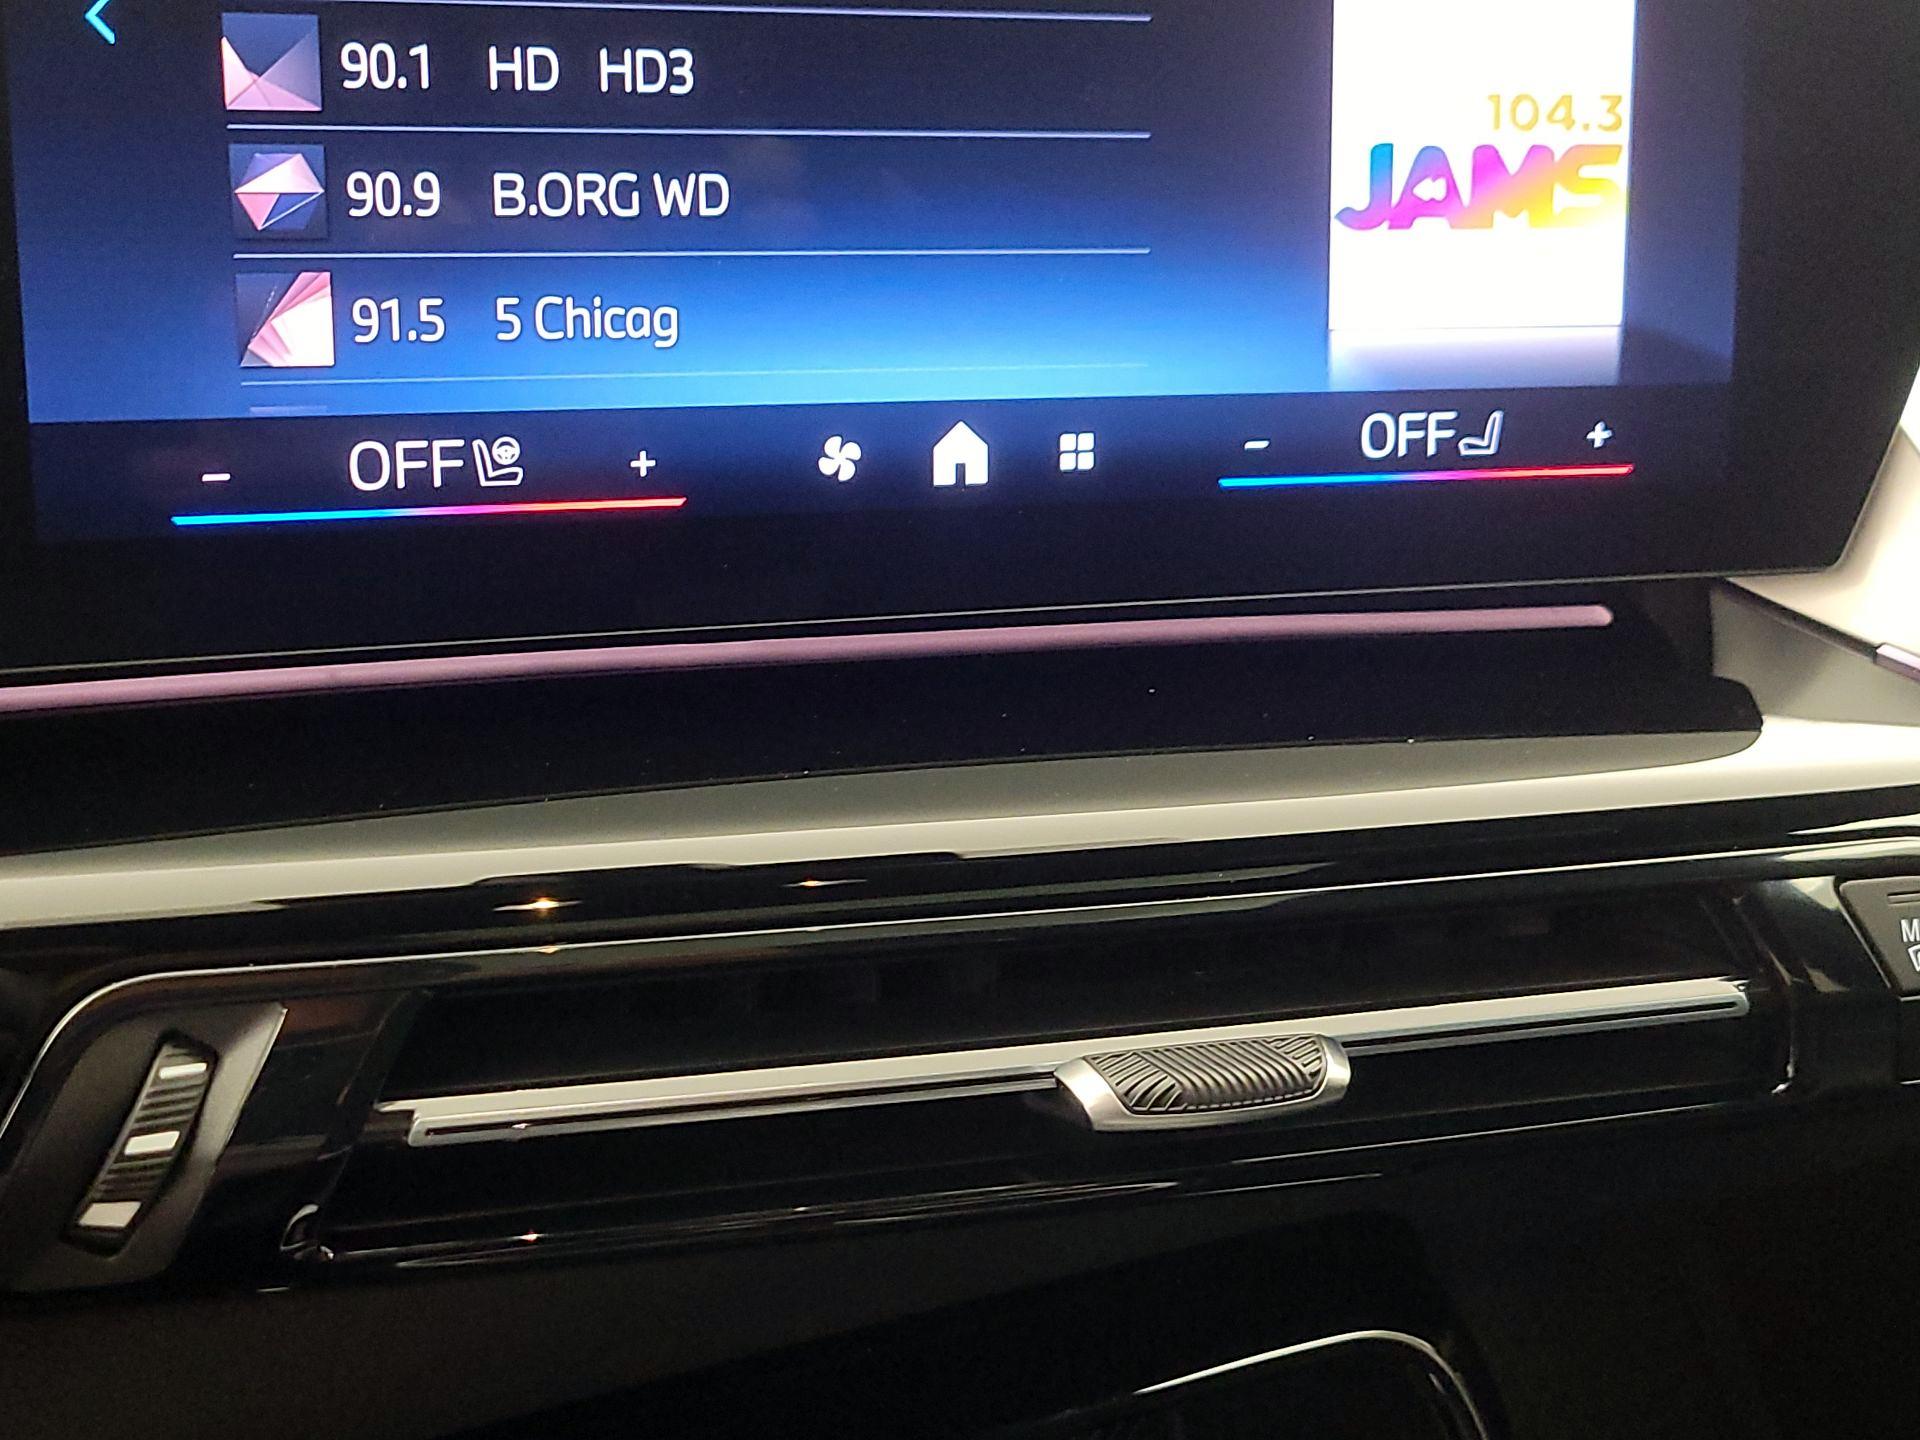 90.1 HD HD3
104.3
JAMS
90.9 B.ORG WD
91.5 5 Chicag
- OFF + - OFF +